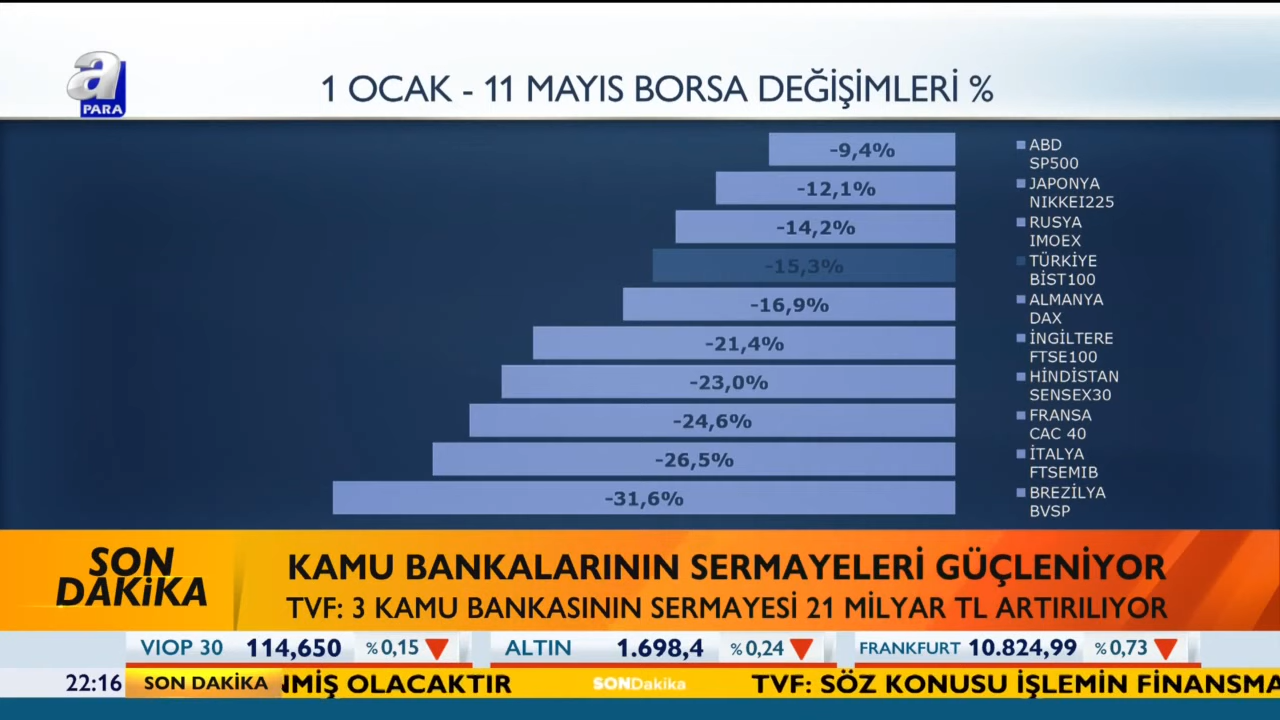 a
PARA
1 OCAK - 11 MAYIS BORSA DEĞİŞİMLERİ %
-9,4%
ABD
SP500
-12,1%
JAPONYA
NIKKEI225
-14,2%
RUSYA
IMOEX
-15,3%
TÜRKİYE
BİST100
-16,9%
ALMANYA
DAX
-21,4%
İNGİLTERE
FTSE100
-23,0%
HİNDİSTAN
SENSEX30
-24,6%
FRANSA
CAC 40
-26,5%
İTALYA
FTSEMIB
-31,6%
BREZİLYA
BVSP
SON
DAKİKA
KAMU BANKALARININ SERMAYELERİ GÜÇLENİYOR
TVF: 3 KAMU BANKASININ SERMAYESİ 21 MİLYAR TL ARTIRILIYOR
VIOP 30 114,650 %0,15 ALTIN 1.698,4 %0,24 FRANKFURT 10.824,99 %0,73
22:16 SON DAKİKA NMİŞ OLACAKTIR SONDakika TVF: SÖZ KONUSU İŞLEMİN FİNANSMA